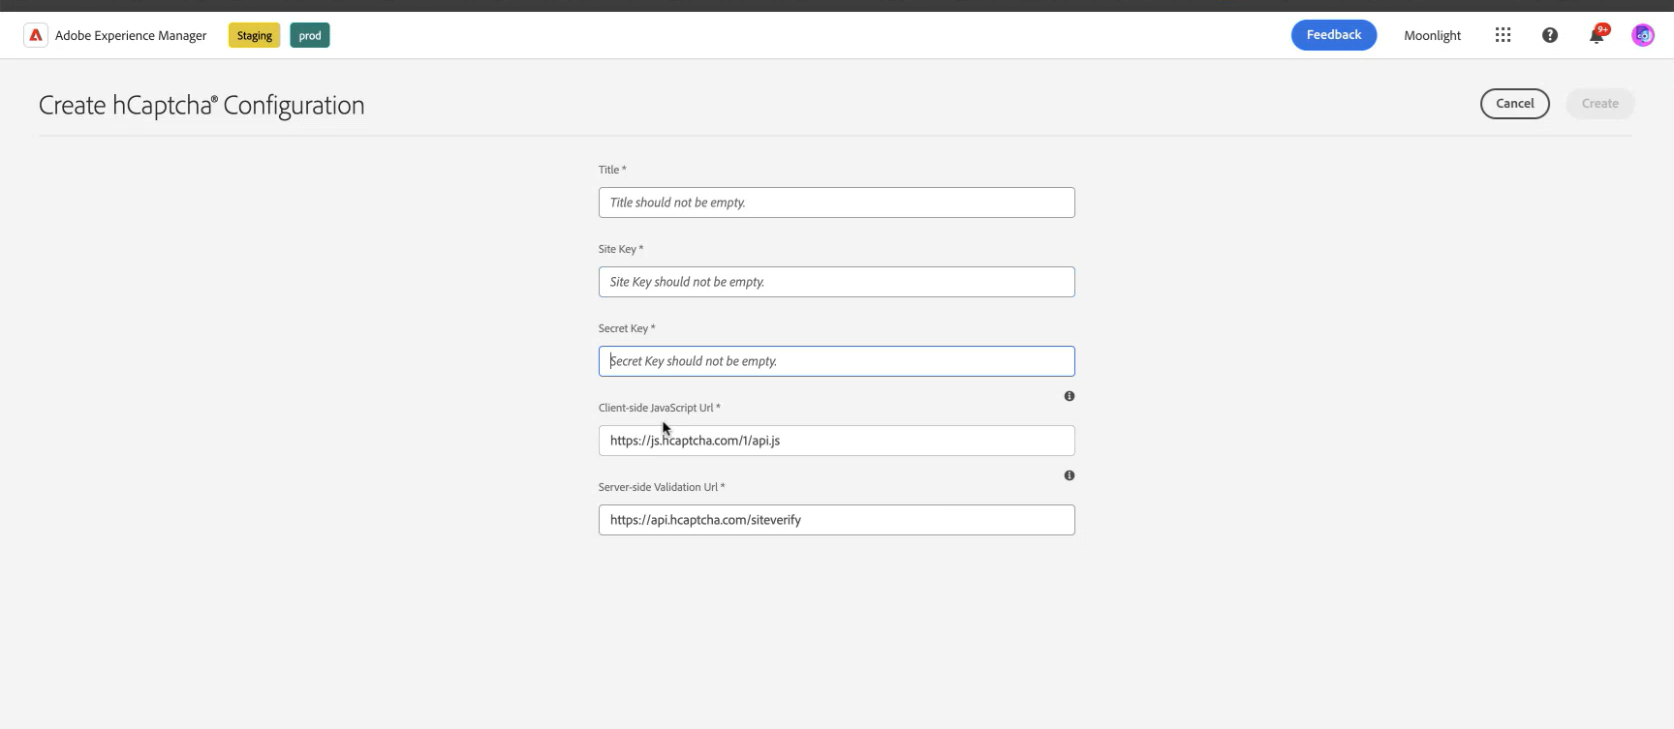 Adobe Experience Manager Staging prod Feedback Moonlight 9+
Create hCaptcha® Configuration Cancel Create
Title *
Title should not be empty.
Site Key *
Site Key should not be empty.
Secret Key *
Secret Key should not be empty.
Client-side JavaScript Url *
https://js.hcaptcha.com/1/api.js
Server-side Validation Url *
https://api.hcaptcha.com/siteverify